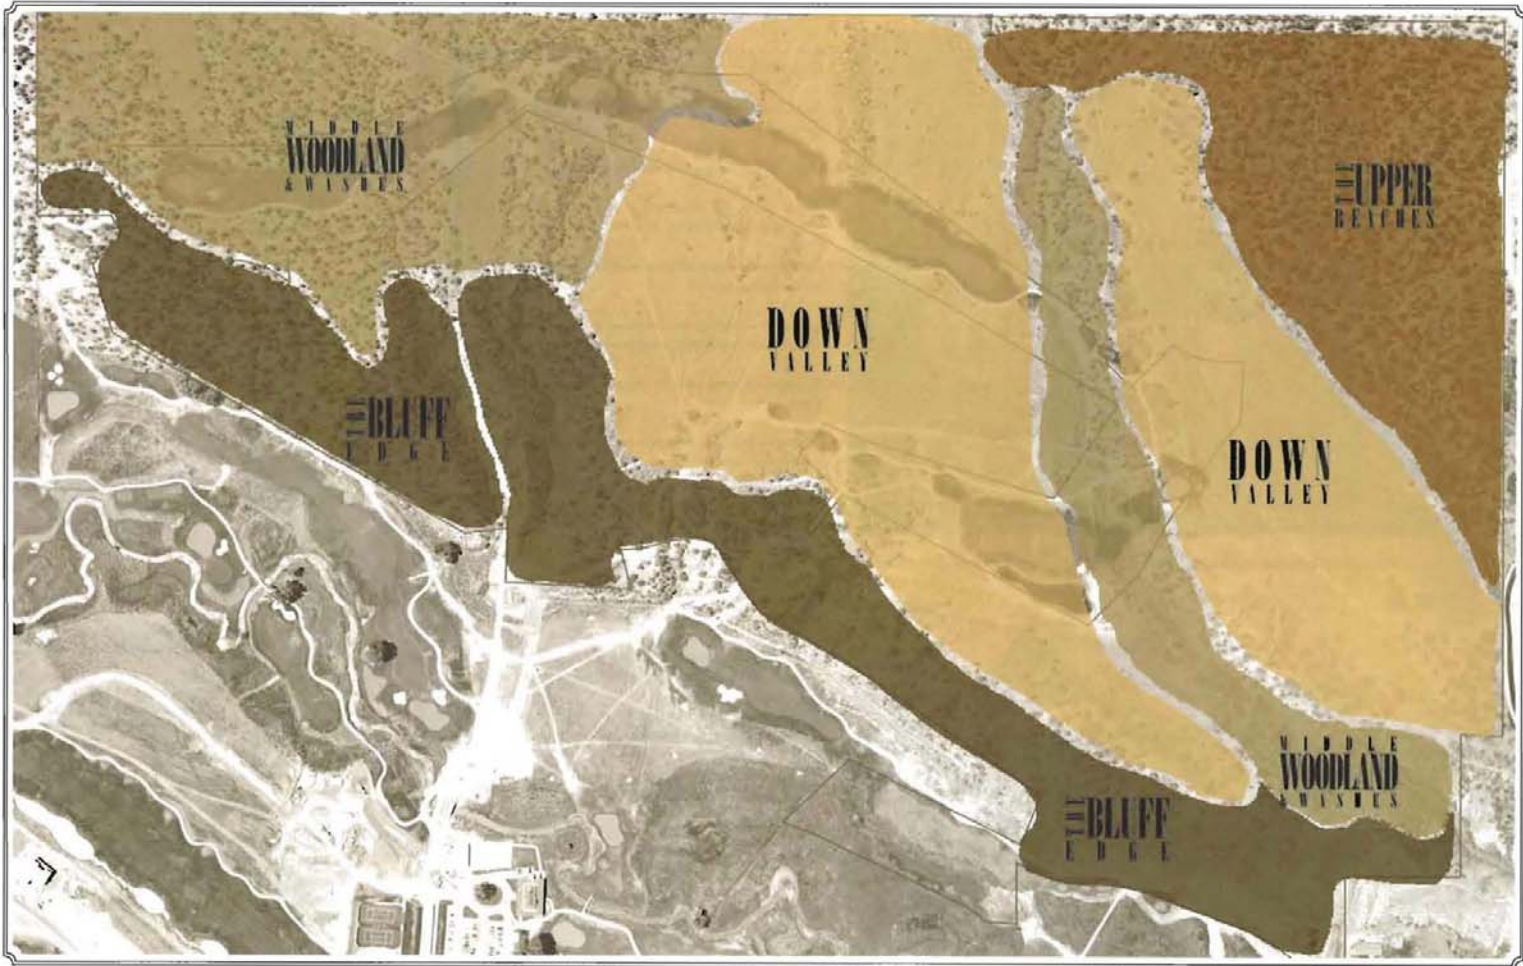 MIDDLE
WOODLAND
& WASHES
THE UPPER
REACHES
DOWN
VALLEY
THE BLUFF
EDGE
DOWN
VALLEY
MIDDLE
WOODLAND
& WASHES
THE BLUFF
EDGE